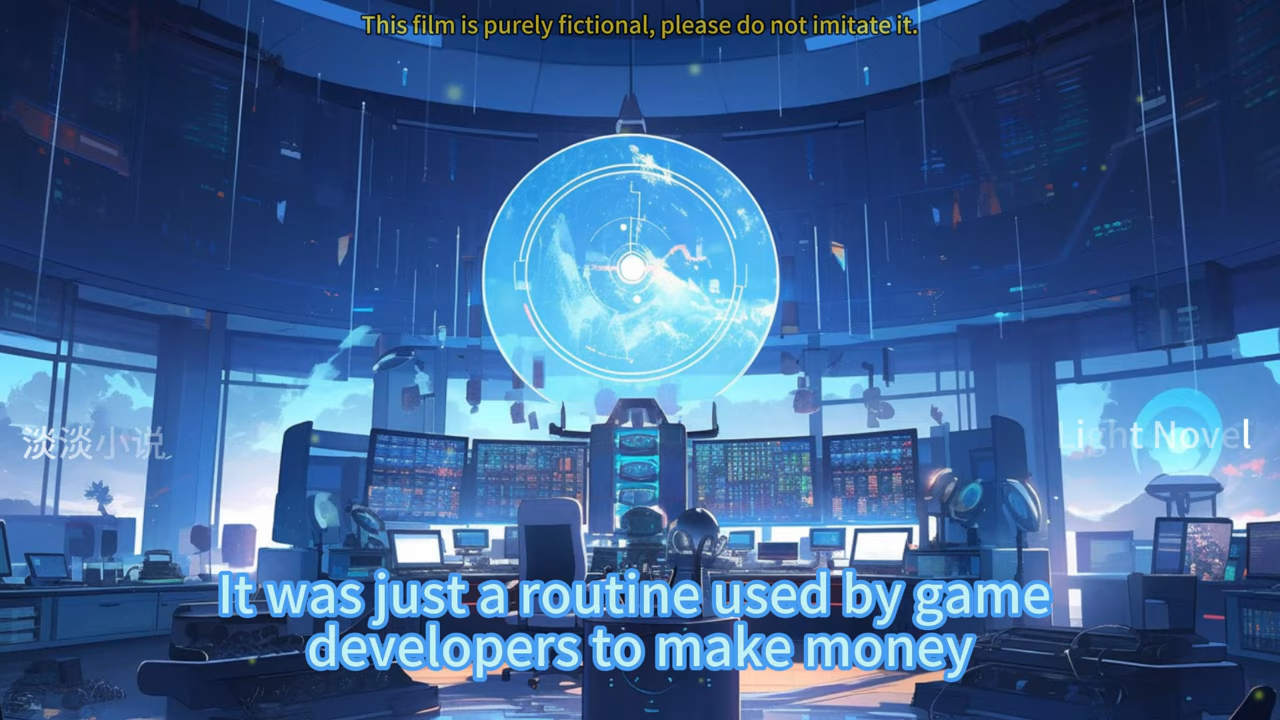 This film is purely fictional, please do not imitate it.
淡淡小说
Light Novel
It was just a routine used by game
developers to make money